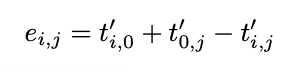 e_{i,j} = t'_{i,0} + t'_{0,j} − t'_{i,j}